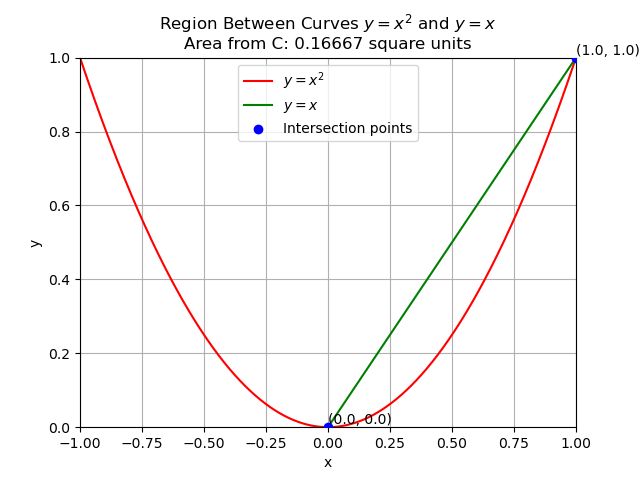 Region Between Curves y = x² and y = x
Area from C: 0.16667 square units
(1.0, 1.0)
y = x²
y = x
Intersection points
1.0
0.8
0.6
0.4
0.2
0.0
y
(0.0, 0.0)
−1.00 −0.75 −0.50 −0.25 0.00 0.25 0.50 0.75 1.00
x